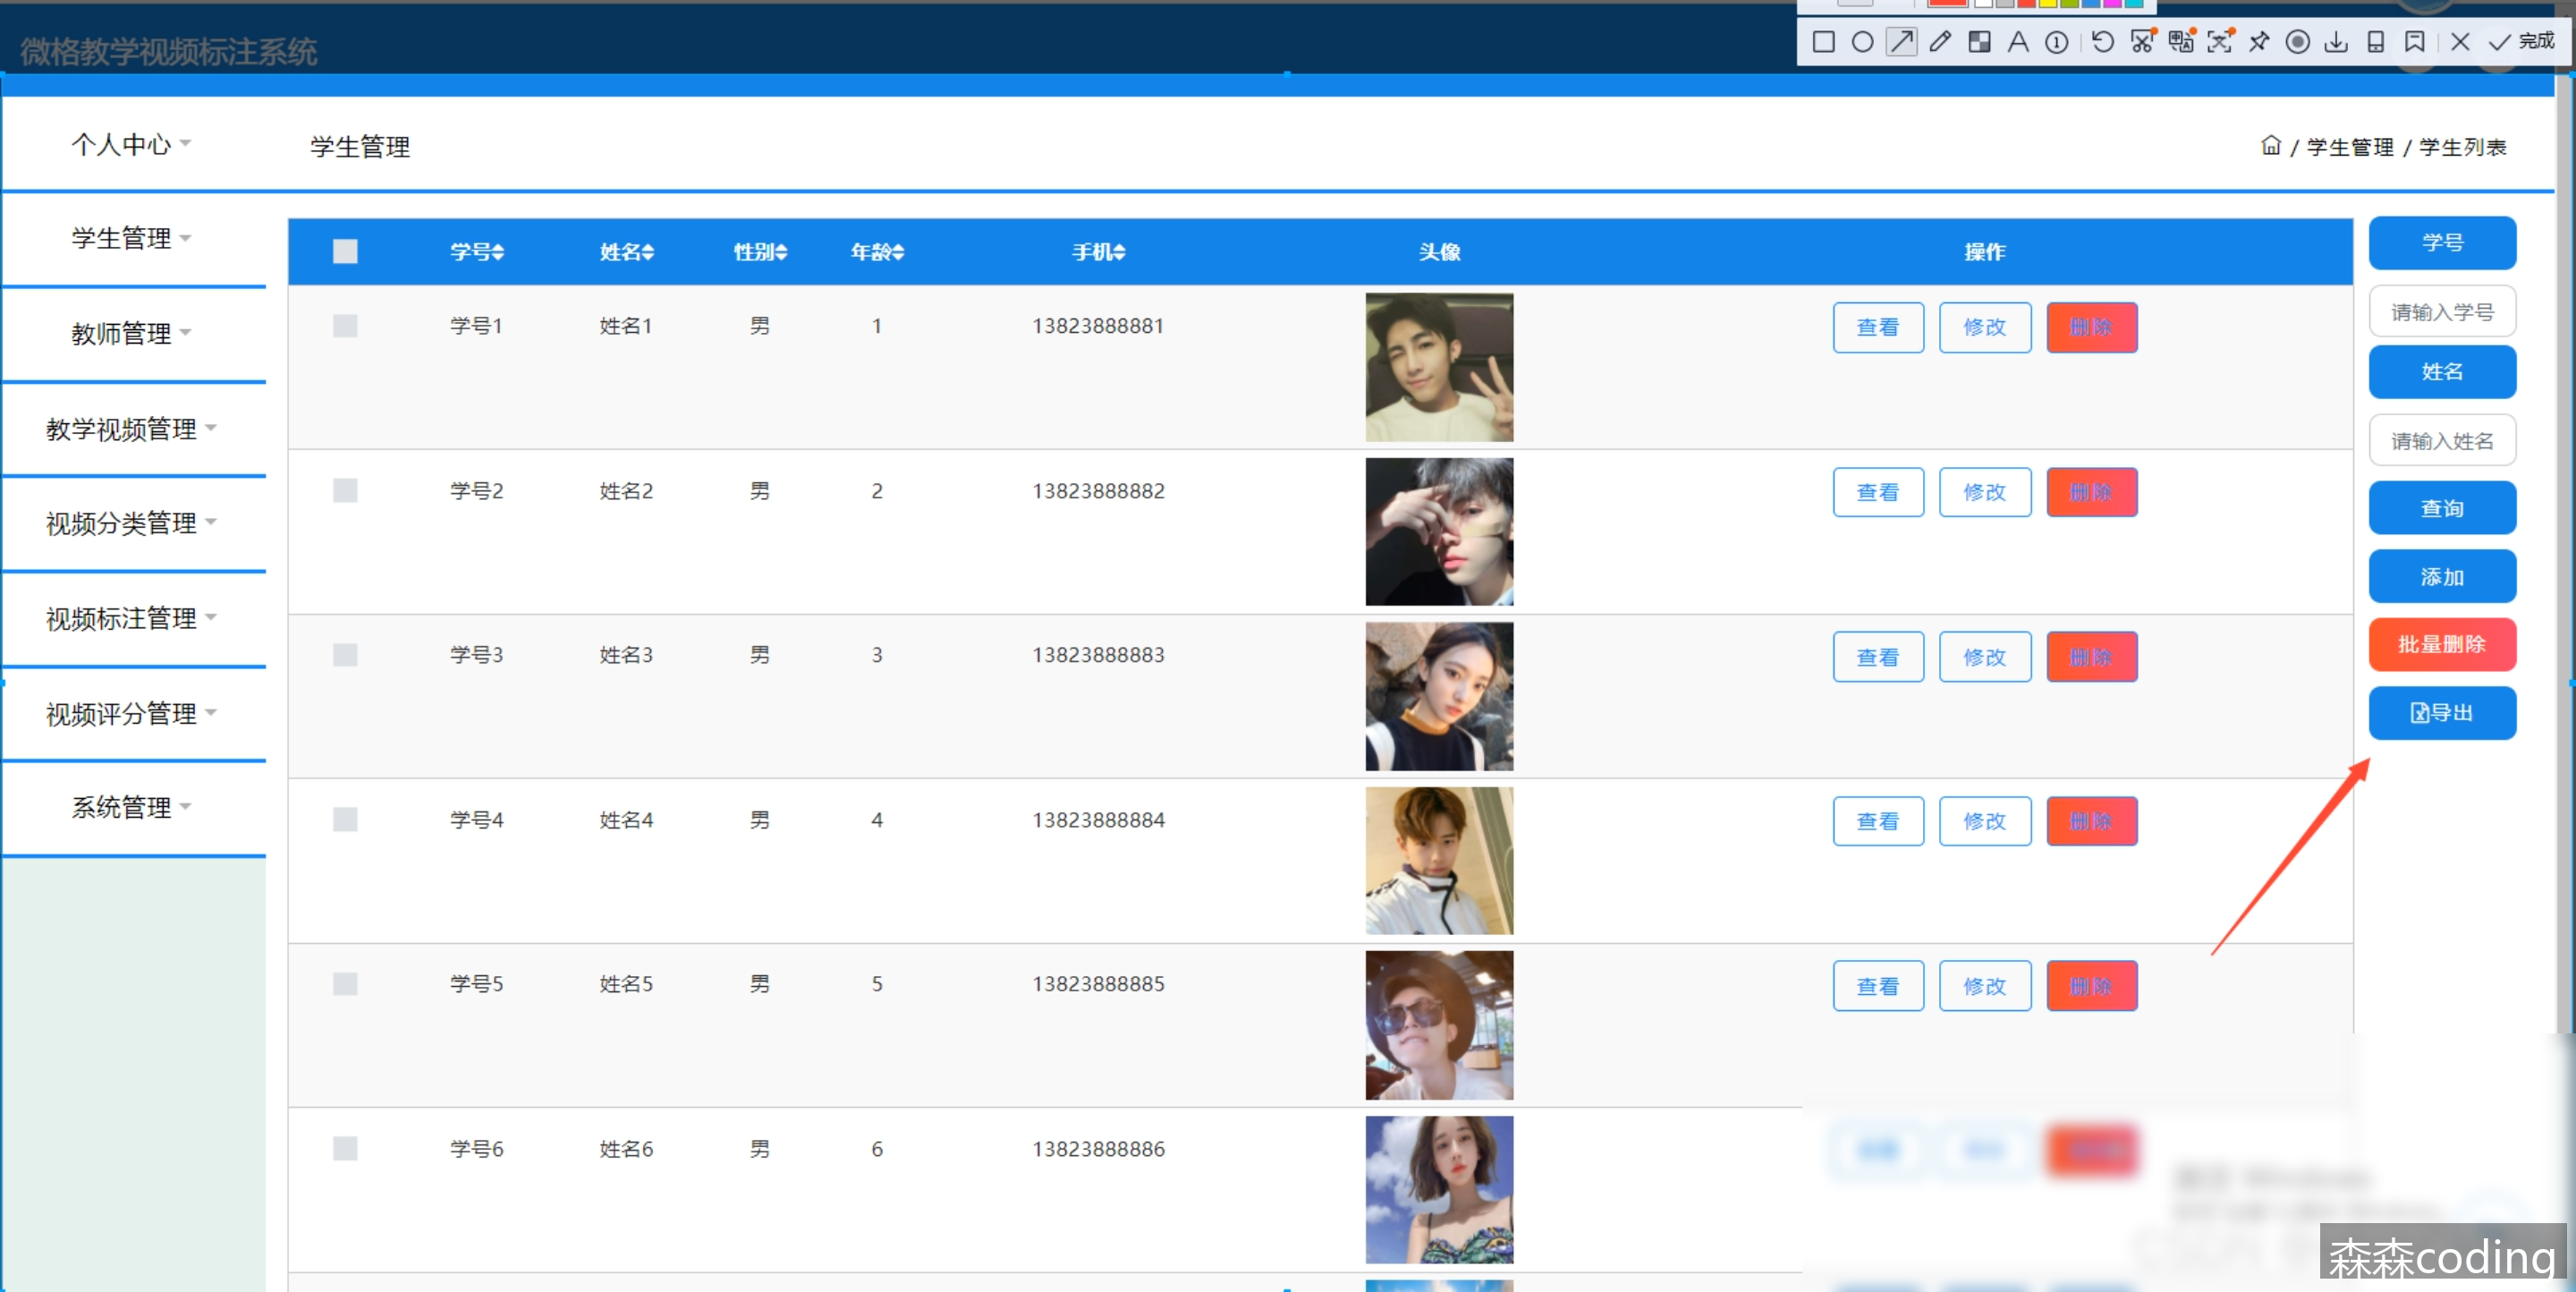 微格教学视频标注系统
完成
个人中心
学生管理
/ 学生管理 / 学生列表
学生管理
教师管理
教学视频管理
视频分类管理
视频标注管理
视频评分管理
系统管理
学号 姓名 性别 年龄 手机 头像 操作
学号1 姓名1 男 1 13823888881 查看 修改 删除
学号2 姓名2 男 2 13823888882 查看 修改 删除
学号3 姓名3 男 3 13823888883 查看 修改 删除
学号4 姓名4 男 4 13823888884 查看 修改 删除
学号5 姓名5 男 5 13823888885 查看 修改 删除
学号6 姓名6 男 6 13823888886
学号
请输入学号
姓名
请输入姓名
查询
添加
批量删除
导出
森森coding